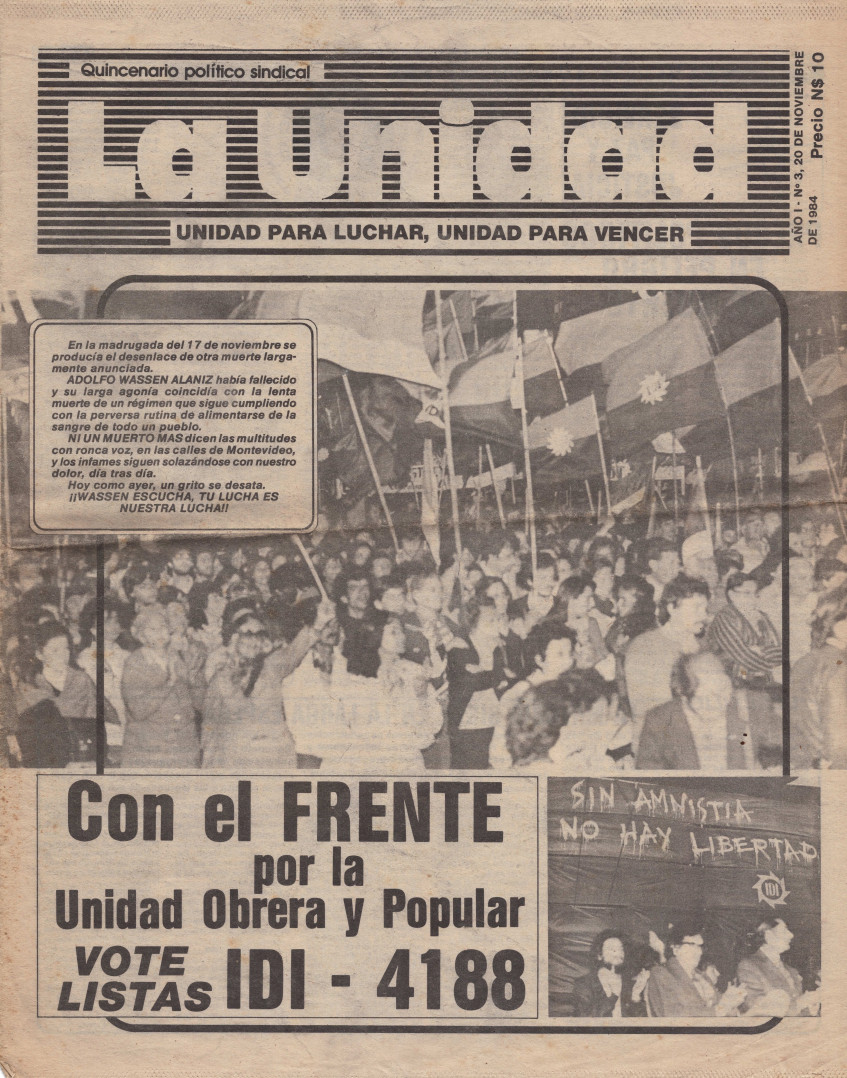 Quincenario político sindical
La Unidad
UNIDAD PARA LUCHAR, UNIDAD PARA VENCER
AÑO I - Nº 3, 20 DE NOVIEMBRE
DE 1984
Precio N$ 10
En la madrugada del 17 de noviembre se
producía el desenlace de otra muerte larga-
mente anunciada.
ADOLFO WASSEN ALANIZ había fallecido
y su larga agonía coincidía con la lenta
muerte de un régimen que sigue cumpliendo
con la perversa rutina de alimentarse de la
sangre de todo un pueblo.
NI UN MUERTO MAS dicen las multitudes
con ronca voz, en las calles de Montevideo,
y los infames siguen solazándose con nuestro
dolor, día tras día.
Hoy como ayer, un grito se desata.
¡¡WASSEN ESCUCHA, TU LUCHA ES
NUESTRA LUCHA!!
Con el FRENTE
por la
Unidad Obrera y Popular
VOTE
LISTAS
IDI - 4188
SIN AMNISTIA
NO HAY LIBERTAD
IDI